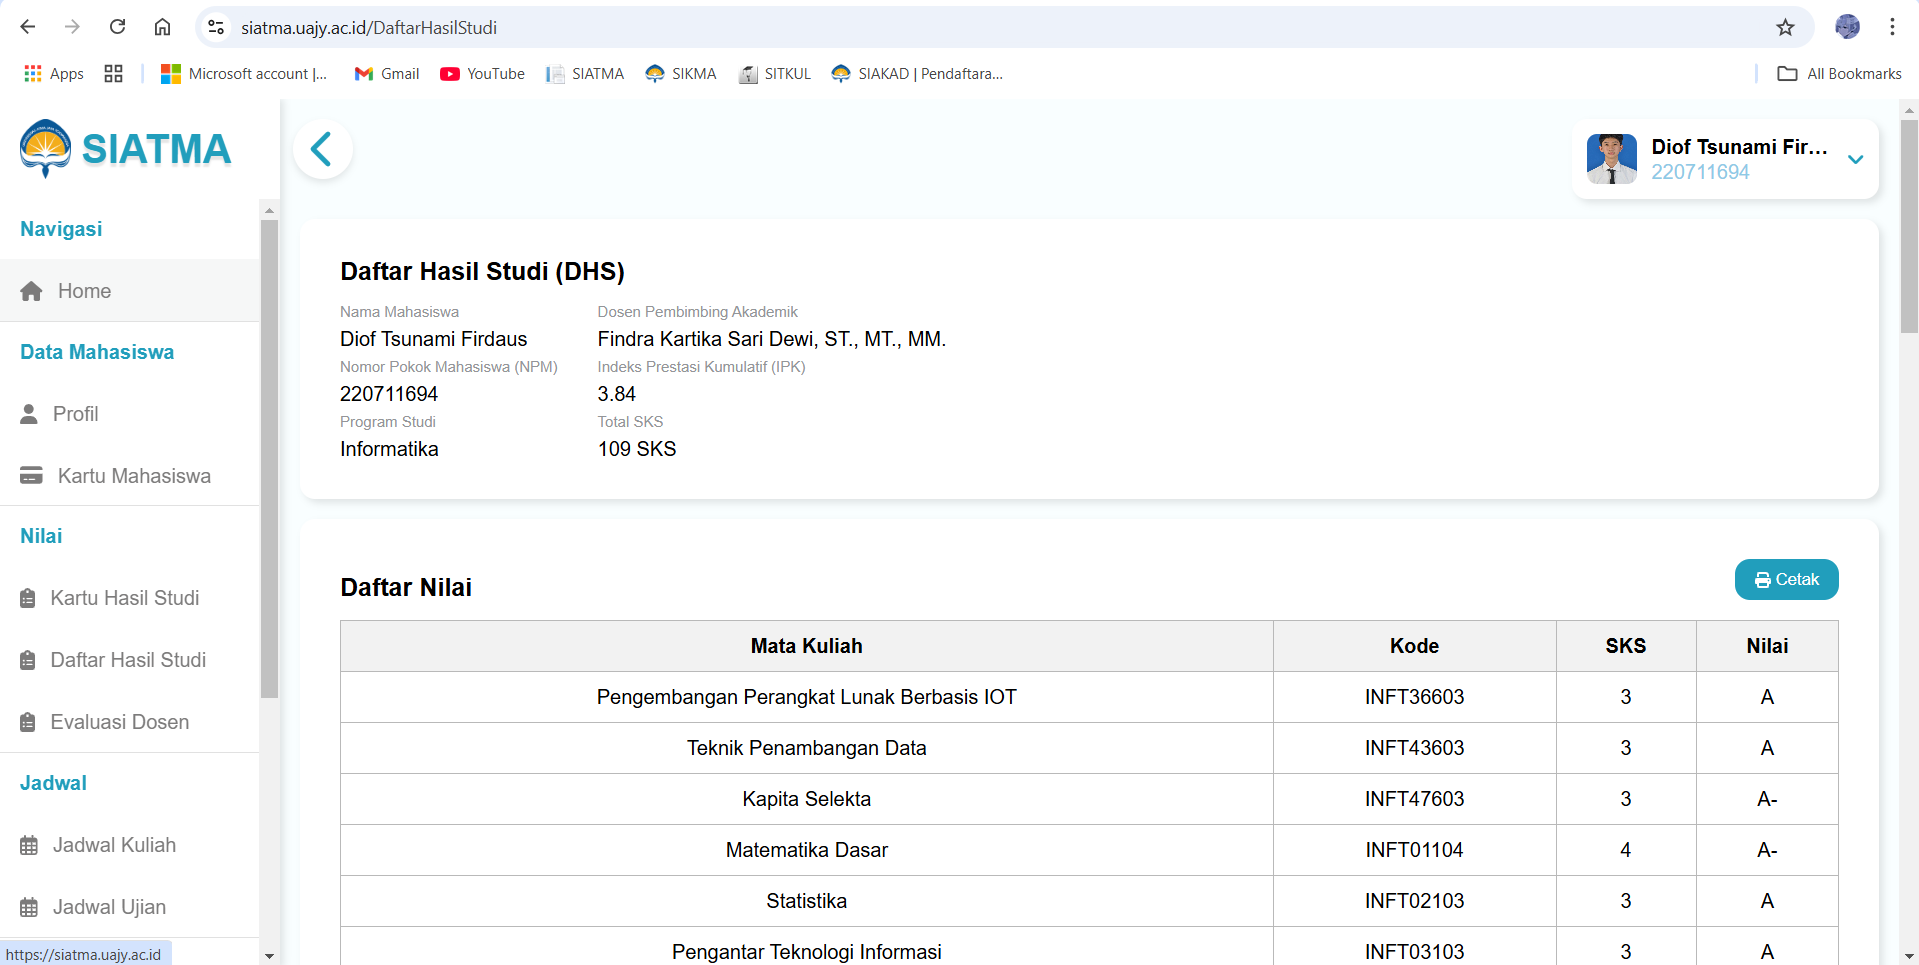 siatma.uajy.ac.id/DaftarHasilStudi
Apps
Microsoft account |...
Gmail
YouTube
SIATMA
SIKMA
SITKUL
SIAKAD | Pendaftara...
All Bookmarks
SIATMA
Navigasi
Home
Data Mahasiswa
Profil
Kartu Mahasiswa
Nilai
Kartu Hasil Studi
Daftar Hasil Studi
Evaluasi Dosen
Jadwal
Jadwal Kuliah
Jadwal Ujian
https://siatma.uajy.ac.id
Diof Tsunami Fir...
220711694
Daftar Hasil Studi (DHS)
Nama Mahasiswa
Diof Tsunami Firdaus
Nomor Pokok Mahasiswa (NPM)
220711694
Program Studi
Informatika
Dosen Pembimbing Akademik
Findra Kartika Sari Dewi, ST., MT., MM.
Indeks Prestasi Kumulatif (IPK)
3.84
Total SKS
109 SKS
Daftar Nilai
Cetak
Mata Kuliah Kode SKS Nilai
Pengembangan Perangkat Lunak Berbasis IOT INFT36603 3 A
Teknik Penambangan Data INFT43603 3 A
Kapita Selekta INFT47603 3 A-
Matematika Dasar INFT01104 4 A-
Statistika INFT02103 3 A
Pengantar Teknologi Informasi INFT03103 3 A